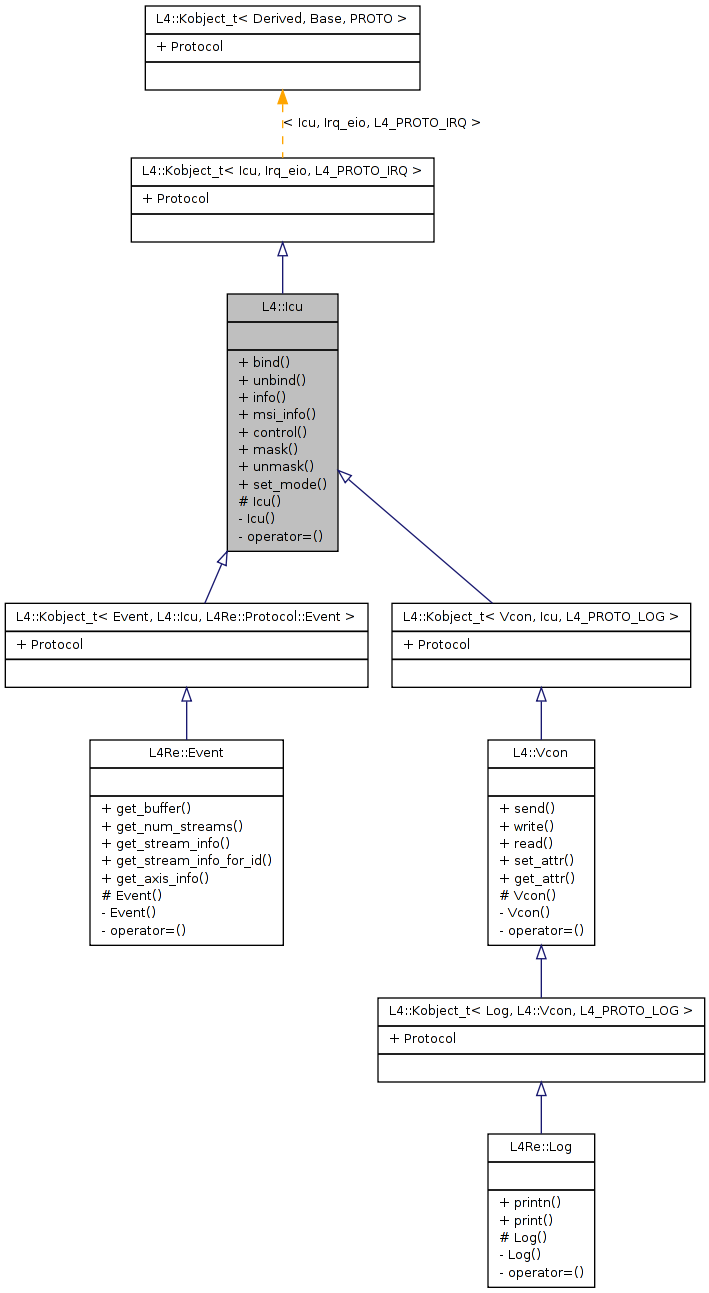 L4::Kobject_t< Derived, Base, PROTO >
+ Protocol
< Icu, Irq_eio, L4_PROTO_IRQ >
L4::Kobject_t< Icu, Irq_eio, L4_PROTO_IRQ >
+ Protocol
L4::Icu
+ bind()
+ unbind()
+ info()
+ msi_info()
+ control()
+ mask()
+ unmask()
+ set_mode()
# Icu()
- Icu()
- operator=()
L4::Kobject_t< Event, L4::Icu, L4Re::Protocol::Event >
+ Protocol
L4::Kobject_t< Vcon, Icu, L4_PROTO_LOG >
+ Protocol
L4Re::Event
+ get_buffer()
+ get_num_streams()
+ get_stream_info()
+ get_stream_info_for_id()
+ get_axis_info()
# Event()
- Event()
- operator=()
L4::Vcon
+ send()
+ write()
+ read()
+ set_attr()
+ get_attr()
# Vcon()
- Vcon()
- operator=()
L4::Kobject_t< Log, L4::Vcon, L4_PROTO_LOG >
+ Protocol
L4Re::Log
+ printn()
+ print()
# Log()
- Log()
- operator=()